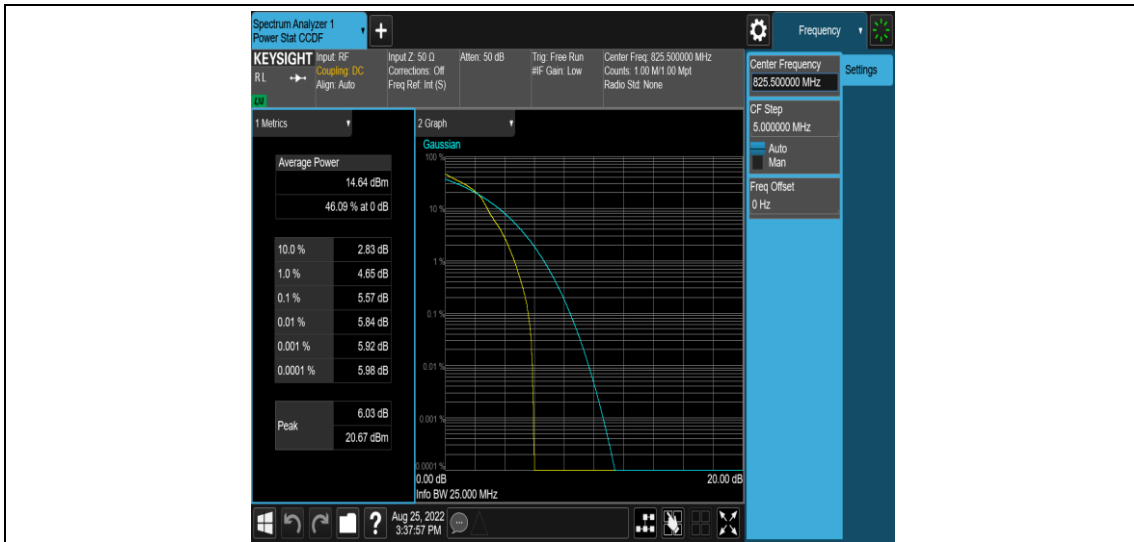 Spectrum Analyzer 1
Power Stat CCDF
+
Frequency
KEYSIGHT
RL
LXI
Input: RF
Coupling: DC
Align: Auto
Input Z: 50 Ω
Corrections: Off
Freq Ref: Int (S)
Atten: 50 dB
Trig: Free Run
#IF Gain: Low
Center Freq: 825.500000 MHz
Counts: 1.00 M/1.00 Mpt
Radio Std: None
Center Frequency
825.500000 MHz
Settings
CF Step
5.000000 MHz
Auto
Man
Freq Offset
0 Hz
1 Metrics
Average Power
14.64 dBm
46.09 % at 0 dB
10.0 % 2.83 dB
1.0 % 4.65 dB
0.1 % 5.57 dB
0.01 % 5.84 dB
0.001 % 5.92 dB
0.0001 % 5.98 dB
Peak
6.03 dB
20.67 dBm
2 Graph
Gaussian
100 %
10 %
1 %
0.1 %
0.01 %
0.001 %
0.0001 %
0.00 dB 20.00 dB
Info BW 25.000 MHz
?
Aug 25, 2022
3:37:57 PM